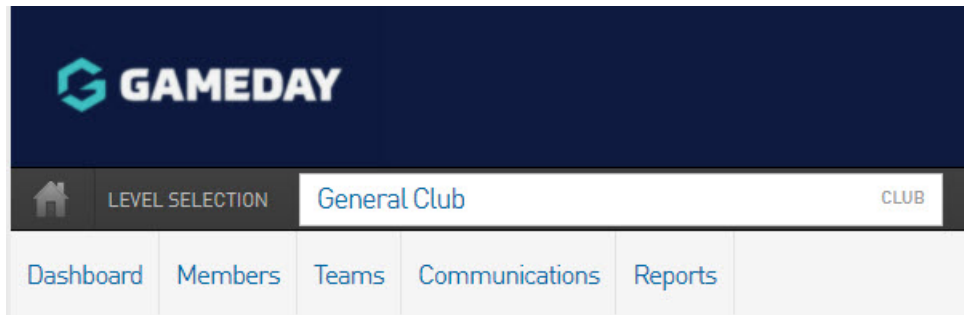 GAMEDAY
LEVEL SELECTION General Club CLUB
Dashboard Members Teams Communications Reports